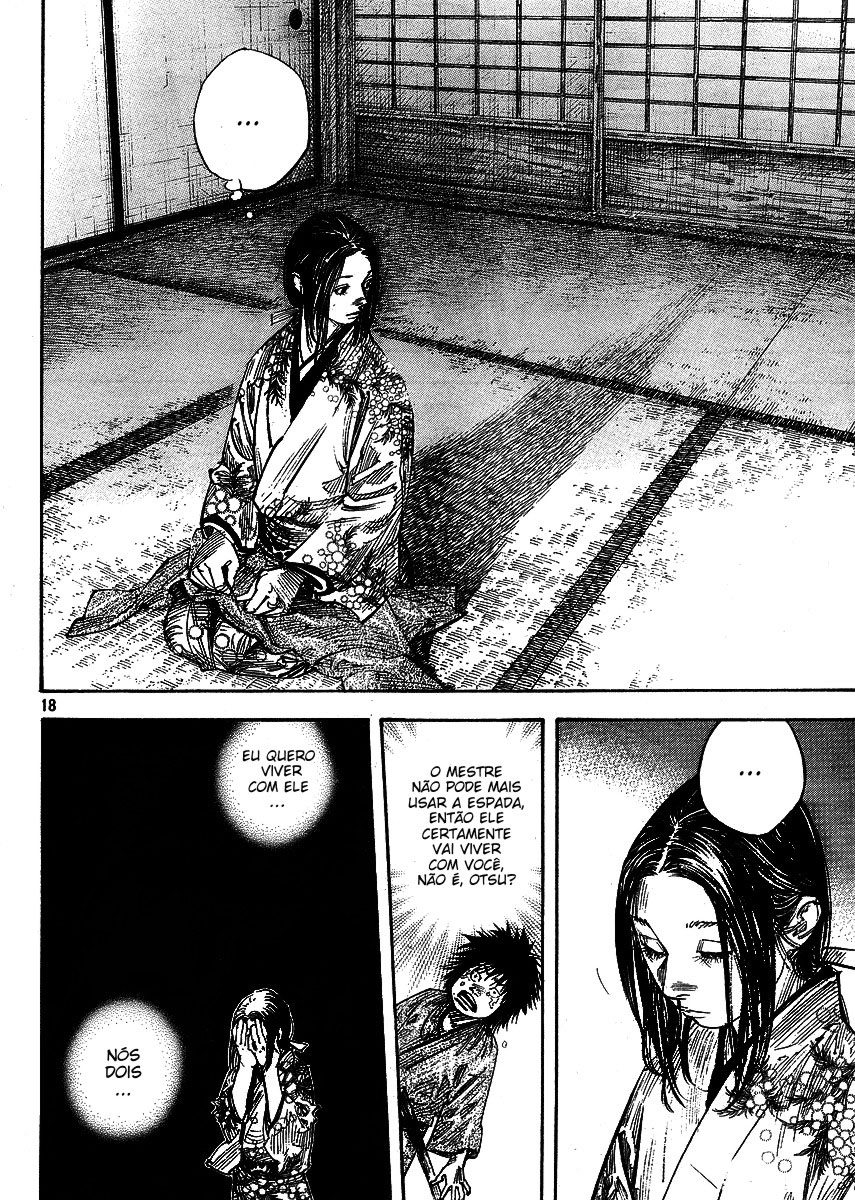 ...
18
...
O MESTRE
NÃO PODE MAIS
USAR A ESPADA,
ENTÃO ELE
CERTAMENTE
VAI VIVER
COM VOCÊ,
NÃO É, OTSU?
EU QUERO
VIVER
COM ELE
...
NÓS
DOIS
...